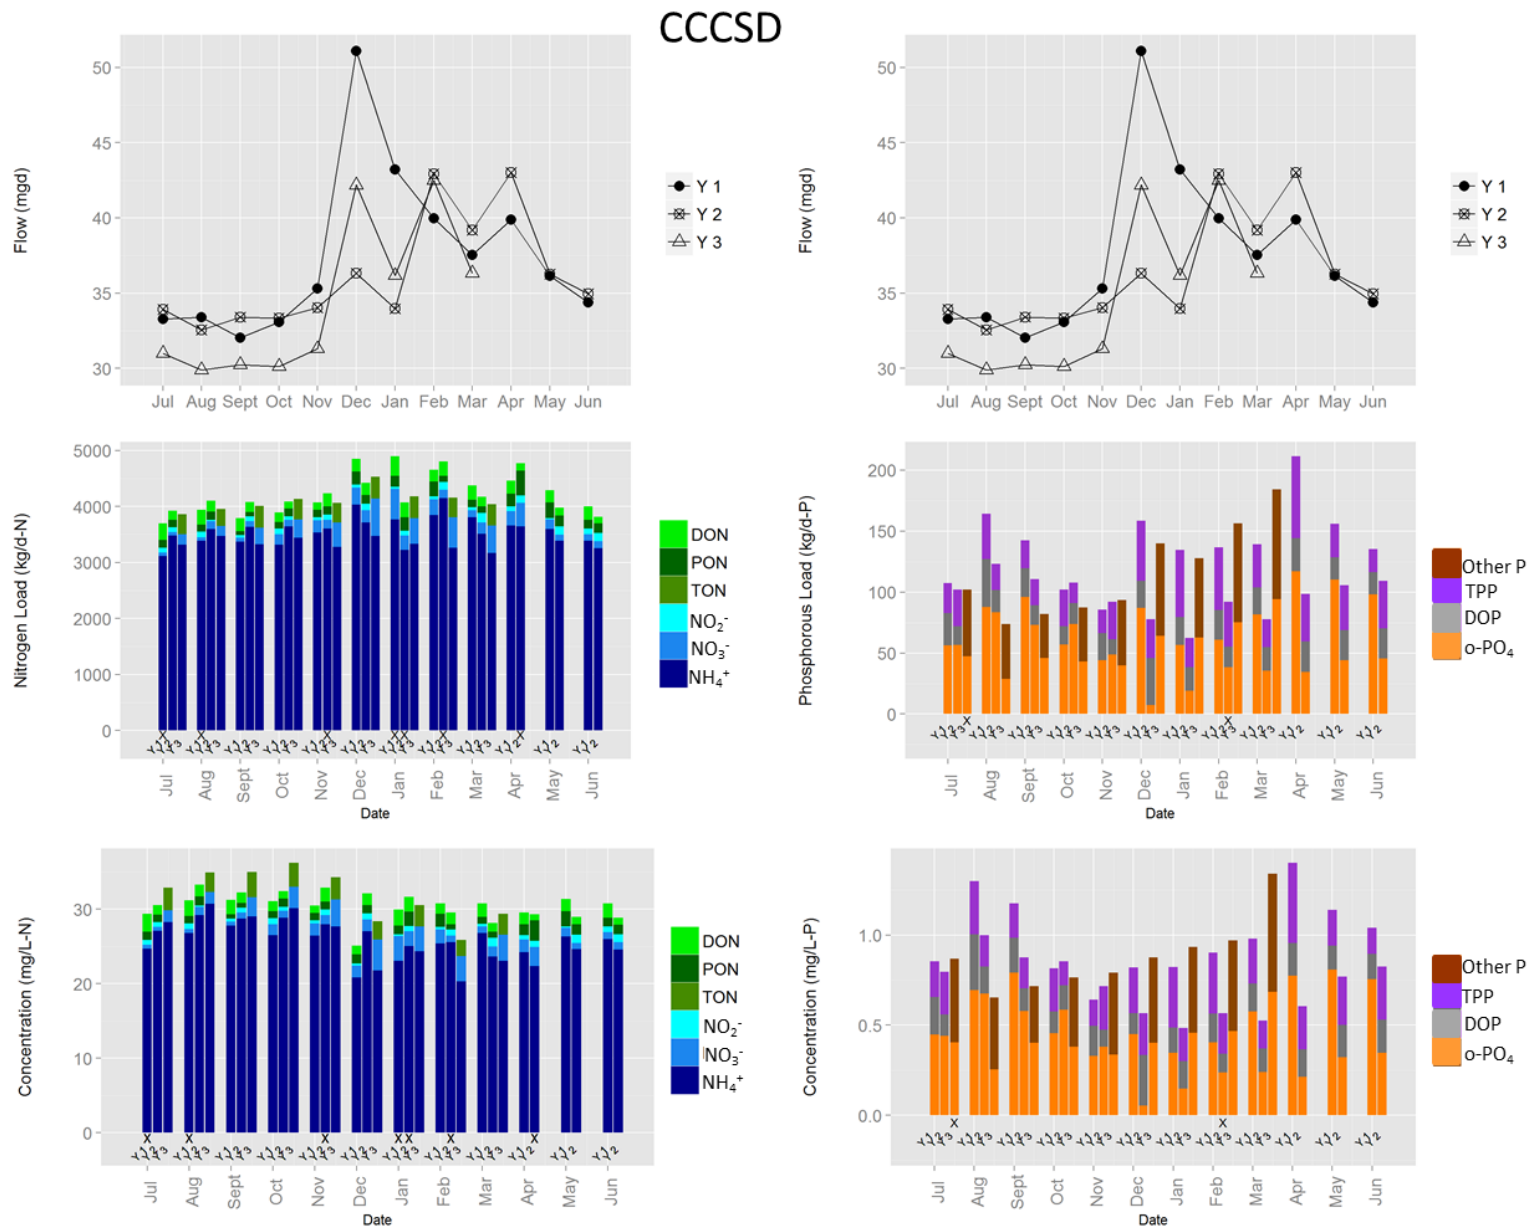 CCCSD
Flow (mgd)
50
45
40
35
30
Jul Aug Sept Oct Nov Dec Jan Feb Mar Apr May Jun
Y 1
Y 2
Y 3
Flow (mgd)
50
45
40
35
30
Jul Aug Sept Oct Nov Dec Jan Feb Mar Apr May Jun
Y 1
Y 2
Y 3
Nitrogen Load (kg/d-N)
5000
4000
3000
2000
1000
0
Jul Aug Sept Oct Nov Dec Jan Feb Mar Apr May Jun
Date
DON
PON
TON
NO₂⁻
NO₃⁻
NH₄⁺
Phosphorous Load (kg/d-P)
200
150
100
50
0
Jul Aug Sept Oct Nov Dec Jan Feb Mar Apr May Jun
Date
Other P
TPP
DOP
o-PO₄
Concentration (mg/L-N)
30
20
10
0
Jul Aug Sept Oct Nov Dec Jan Feb Mar Apr May Jun
Date
DON
PON
TON
NO₂⁻
NO₃⁻
NH₄⁺
Concentration (mg/L-P)
1.0
0.5
0.0
Jul Aug Sept Oct Nov Dec Jan Feb Mar Apr May Jun
Date
Other P
TPP
DOP
o-PO₄